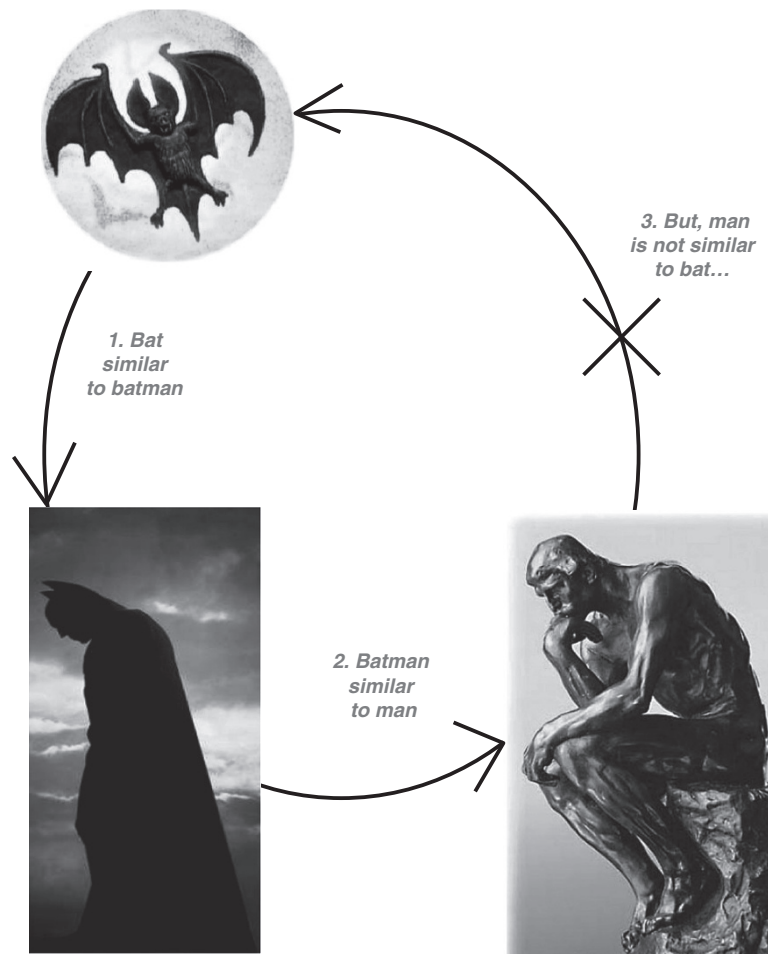 1. Bat
similar
to batman
2. Batman
similar
to man
3. But, man
is not similar
to bat…